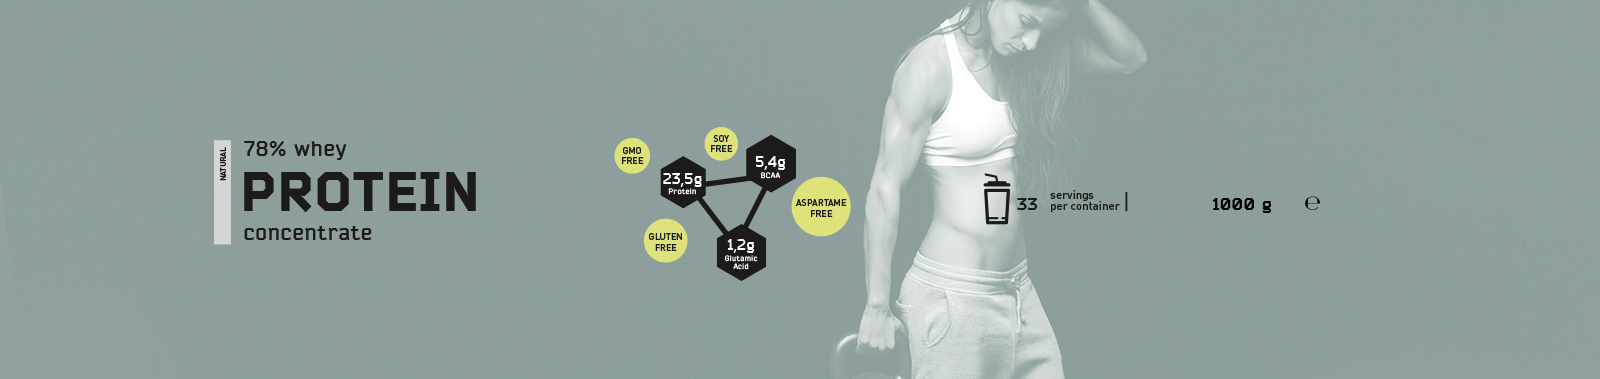 NATURAL
78% whey
PROTEIN
concentrate
GMO
FREE
SOY
FREE
5,4g
BCAA
23,5g
Protein
ASPARTAME
FREE
GLUTEN
FREE
1,2g
Glutamic
Acid
33
servings
per container
1000 g ℮